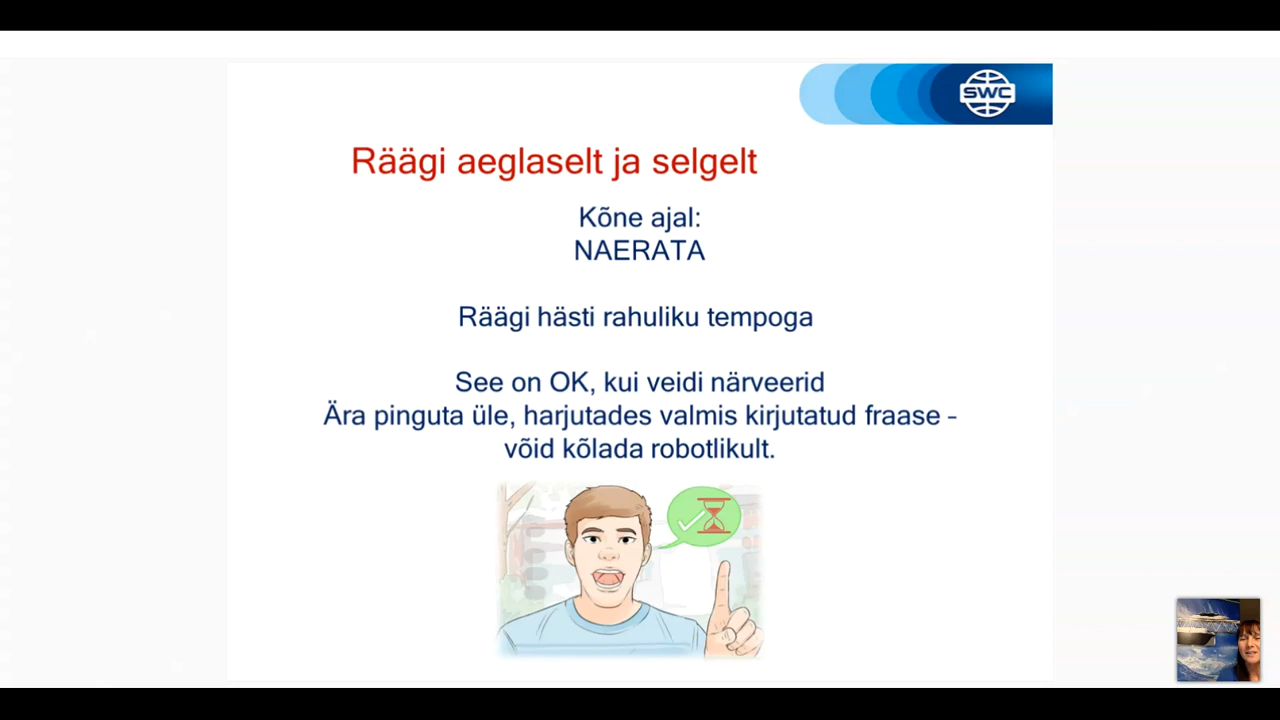 SWC
Räägi aeglaselt ja selgelt
Kõne ajal:
NAERATA
Räägi hästi rahuliku tempoga
See on OK, kui veidi närveerid
Ära pinguta üle, harjutades valmis kirjutatud fraase –
võid kõlada robotlikult.